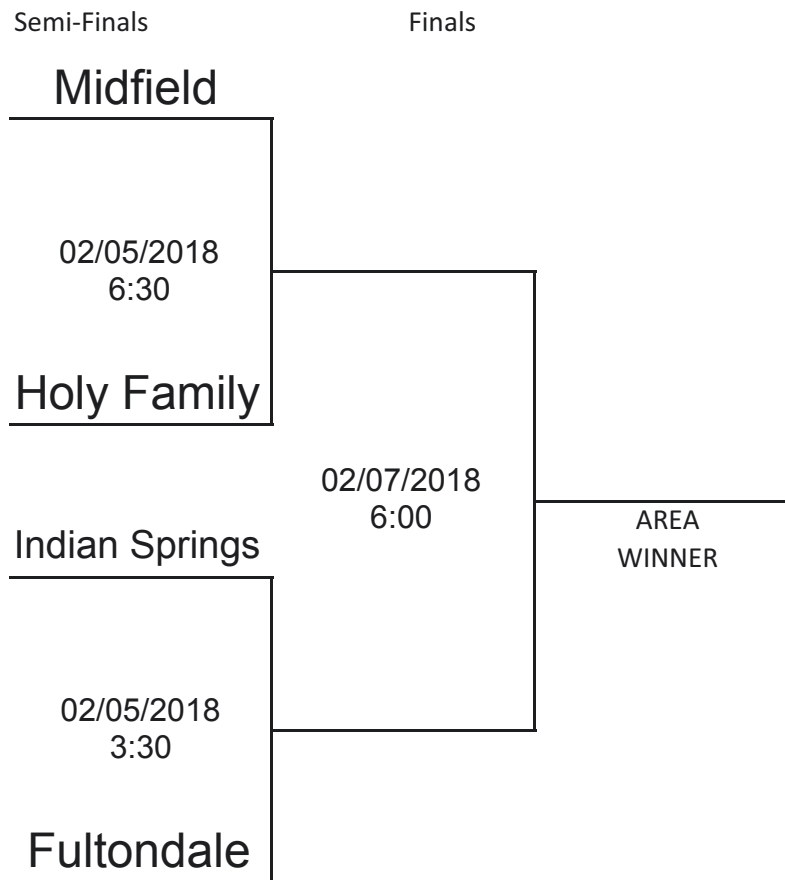 Semi-Finals
Finals
Midfield
02/05/2018
6:30
Holy Family
02/07/2018
6:00
AREA
WINNER
Indian Springs
02/05/2018
3:30
Fultondale